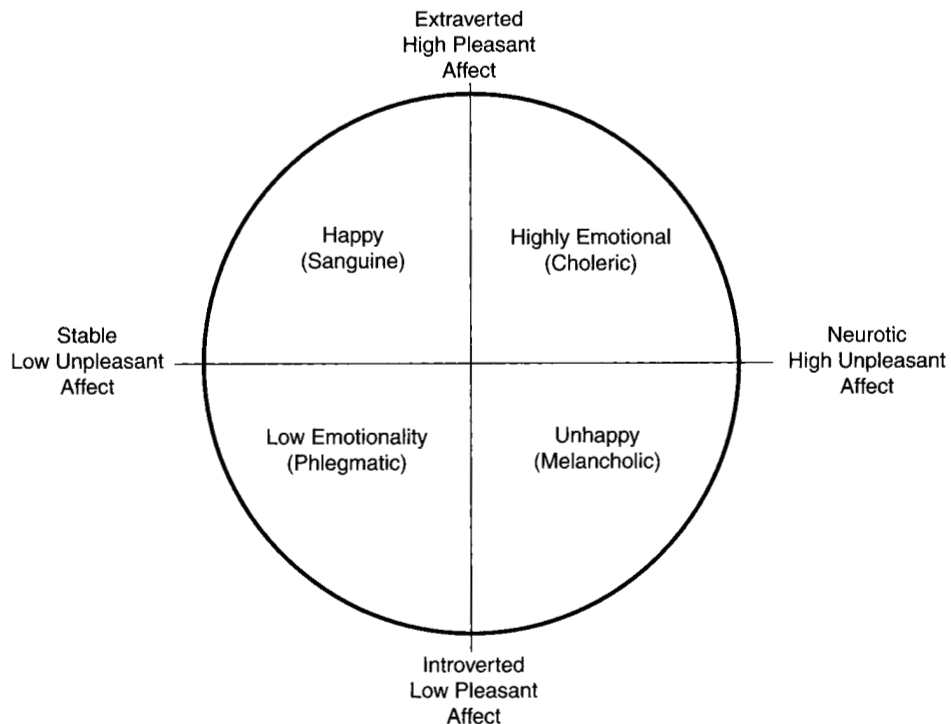 Extraverted
High Pleasant
Affect
Happy
(Sanguine)
Highly Emotional
(Choleric)
Stable
Low Unpleasant
Affect
Neurotic
High Unpleasant
Affect
Low Emotionality
(Phlegmatic)
Unhappy
(Melancholic)
Introverted
Low Pleasant
Affect